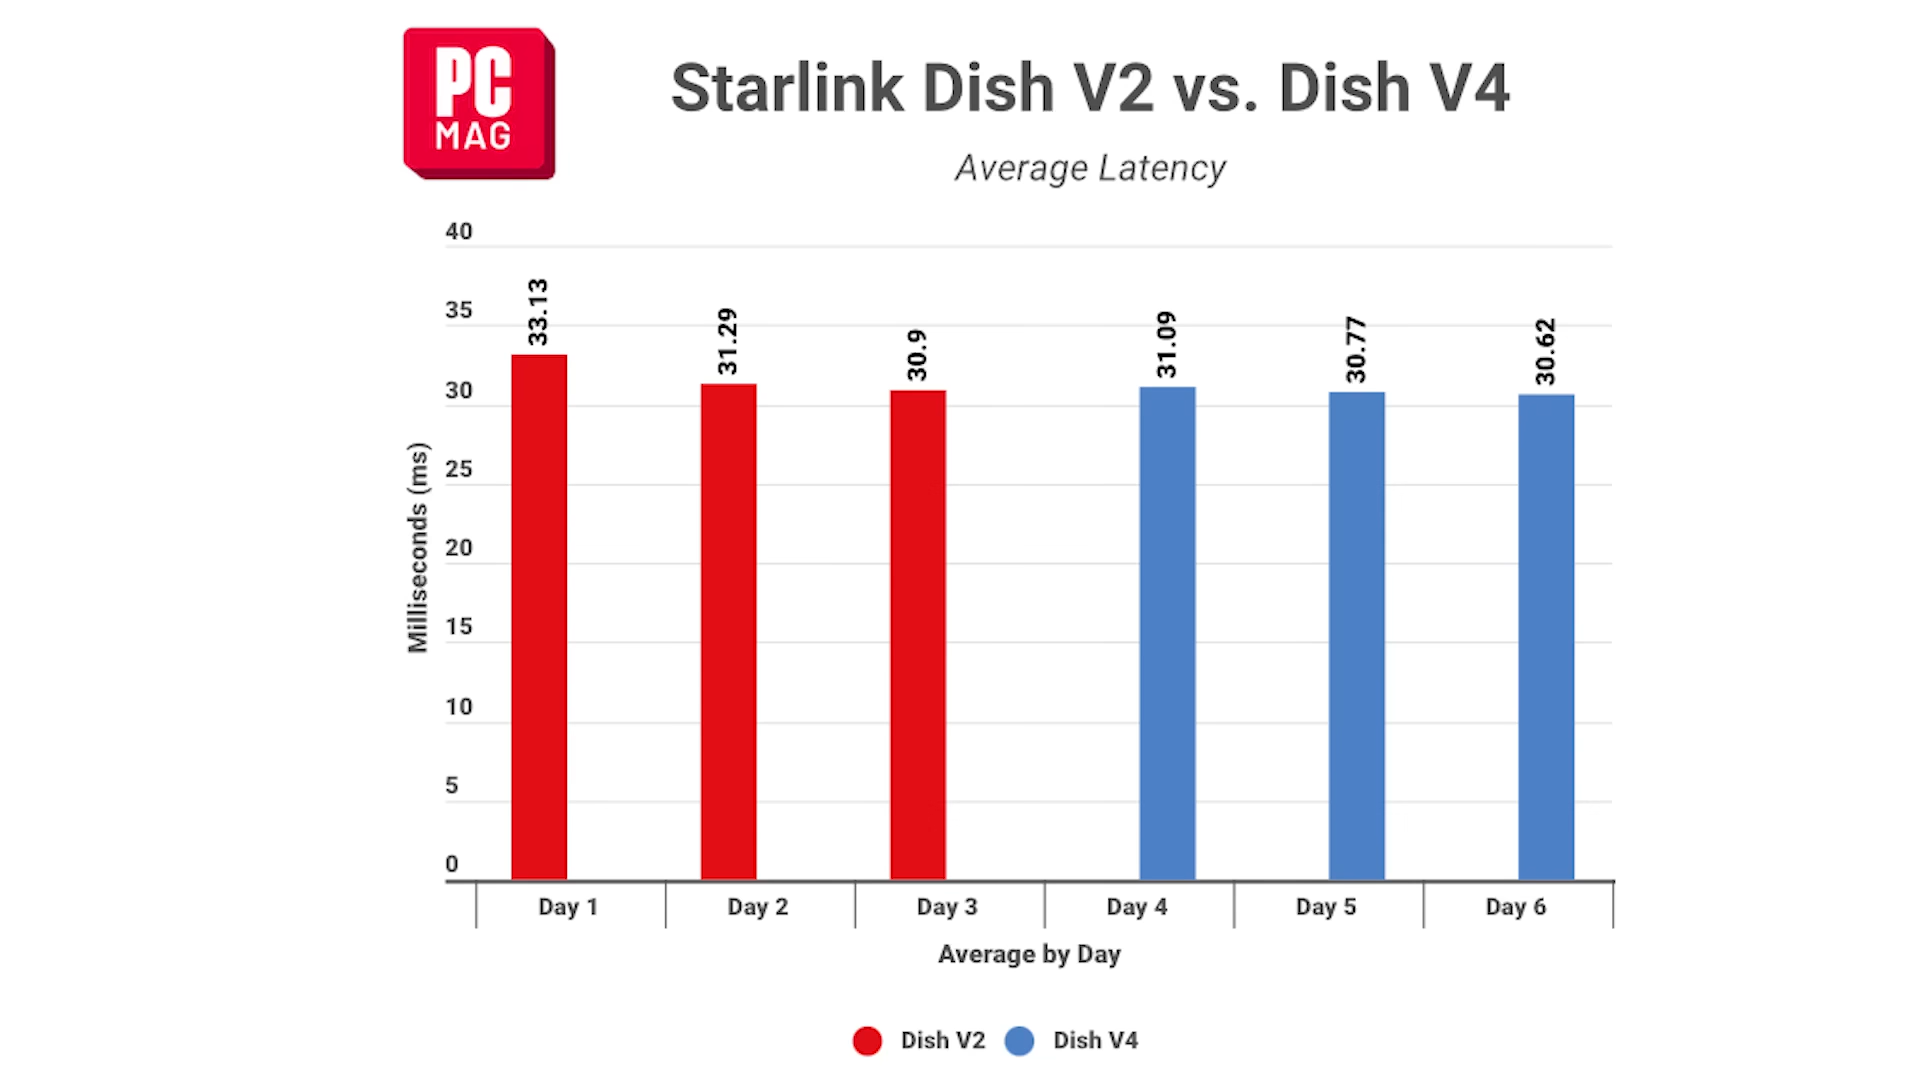 PC
MAG
Starlink Dish V2 vs. Dish V4
Average Latency
Milliseconds (ms)
40
35
30
25
20
15
10
5
0
33.13
31.29
30.9
31.09
30.77
30.62
Day 1
Day 2
Day 3
Day 4
Day 5
Day 6
Average by Day
Dish V2
Dish V4